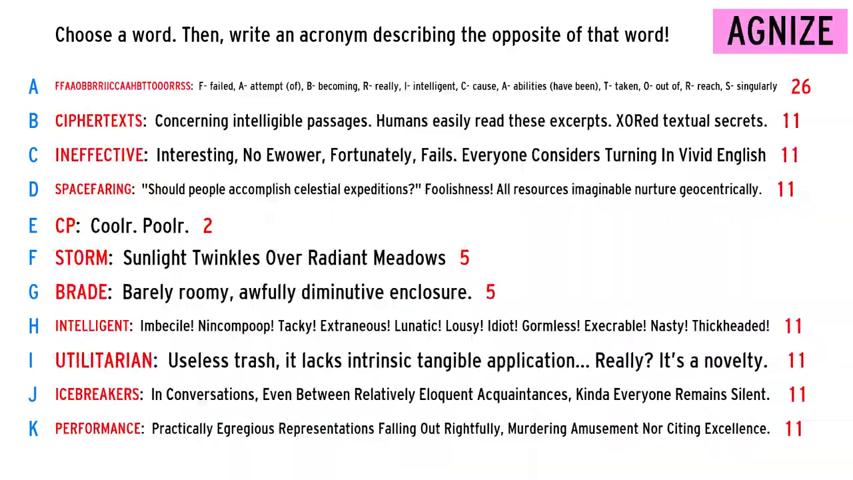 Choose a word. Then, write an acronym describing the opposite of that word!
AGNIZE
A FFAAOBBRRIICCAAHBTTOOORRSS: F- failed, A- attempt (of), B- becoming, R- really, I- intelligent, C- cause, A- abilities (have been), T- taken, O- out of, R- reach, S- singularly 26
B CIPHERTEXTS: Concerning intelligible passages. Humans easily read these excerpts. XORed textual secrets. 11
C INEFFECTIVE: Interesting, No Ewower, Fortunately, Fails. Everyone Considers Turning In Vivid English 11
D SPACEFARING: "Should people accomplish celestial expeditions?" Foolishness! All resources imaginable nurture geocentrically. 11
E CP: Coolr. Poolr. 2
F STORM: Sunlight Twinkles Over Radiant Meadows 5
G BRADE: Barely roomy, awfully diminutive enclosure. 5
H INTELLIGENT: Imbecile! Nincompoop! Tacky! Extraneous! Lunatic! Lousy! Idiot! Gormless! Execrable! Nasty! Thickheaded! 11
I UTILITARIAN: Useless trash, it lacks intrinsic tangible application... Really? It's a novelty. 11
J ICEBREAKERS: In Conversations, Even Between Relatively Eloquent Acquaintances, Kinda Everyone Remains Silent. 11
K PERFORMANCE: Practically Egregious Representations Falling Out Rightfully, Murdering Amusement Nor Citing Excellence. 11